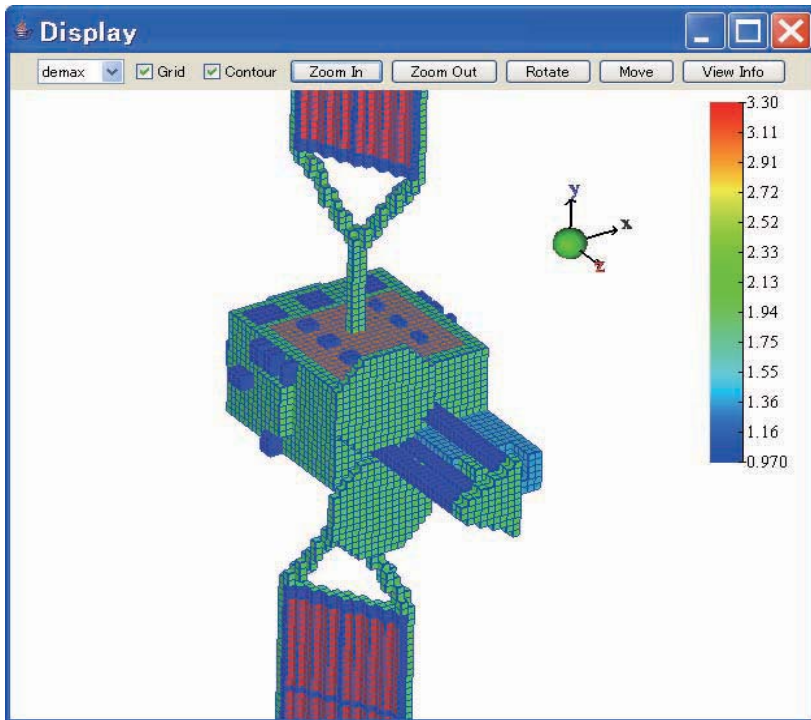 Display
demax Grid Contour Zoom In Zoom Out Rotate Move View Info
3.30
3.11
2.91
2.72
2.52
2.33
2.13
1.94
1.75
1.55
1.36
1.16
0.970
y
x
z